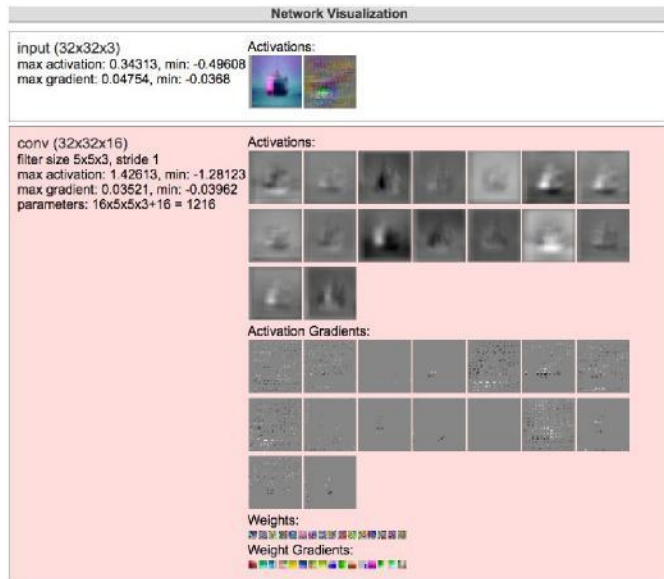 Network Visualization
input (32x32x3)
max activation: 0.34313, min: -0.49608
max gradient: 0.04754, min: -0.0368
Activations:
conv (32x32x16)
filter size 5x5x3, stride 1
max activation: 1.42613, min: -1.28123
max gradient: 0.03521, min: -0.03962
parameters: 16x5x5x3+16 = 1216
Activations:
Activation Gradients:
Weights:
Weight Gradients: